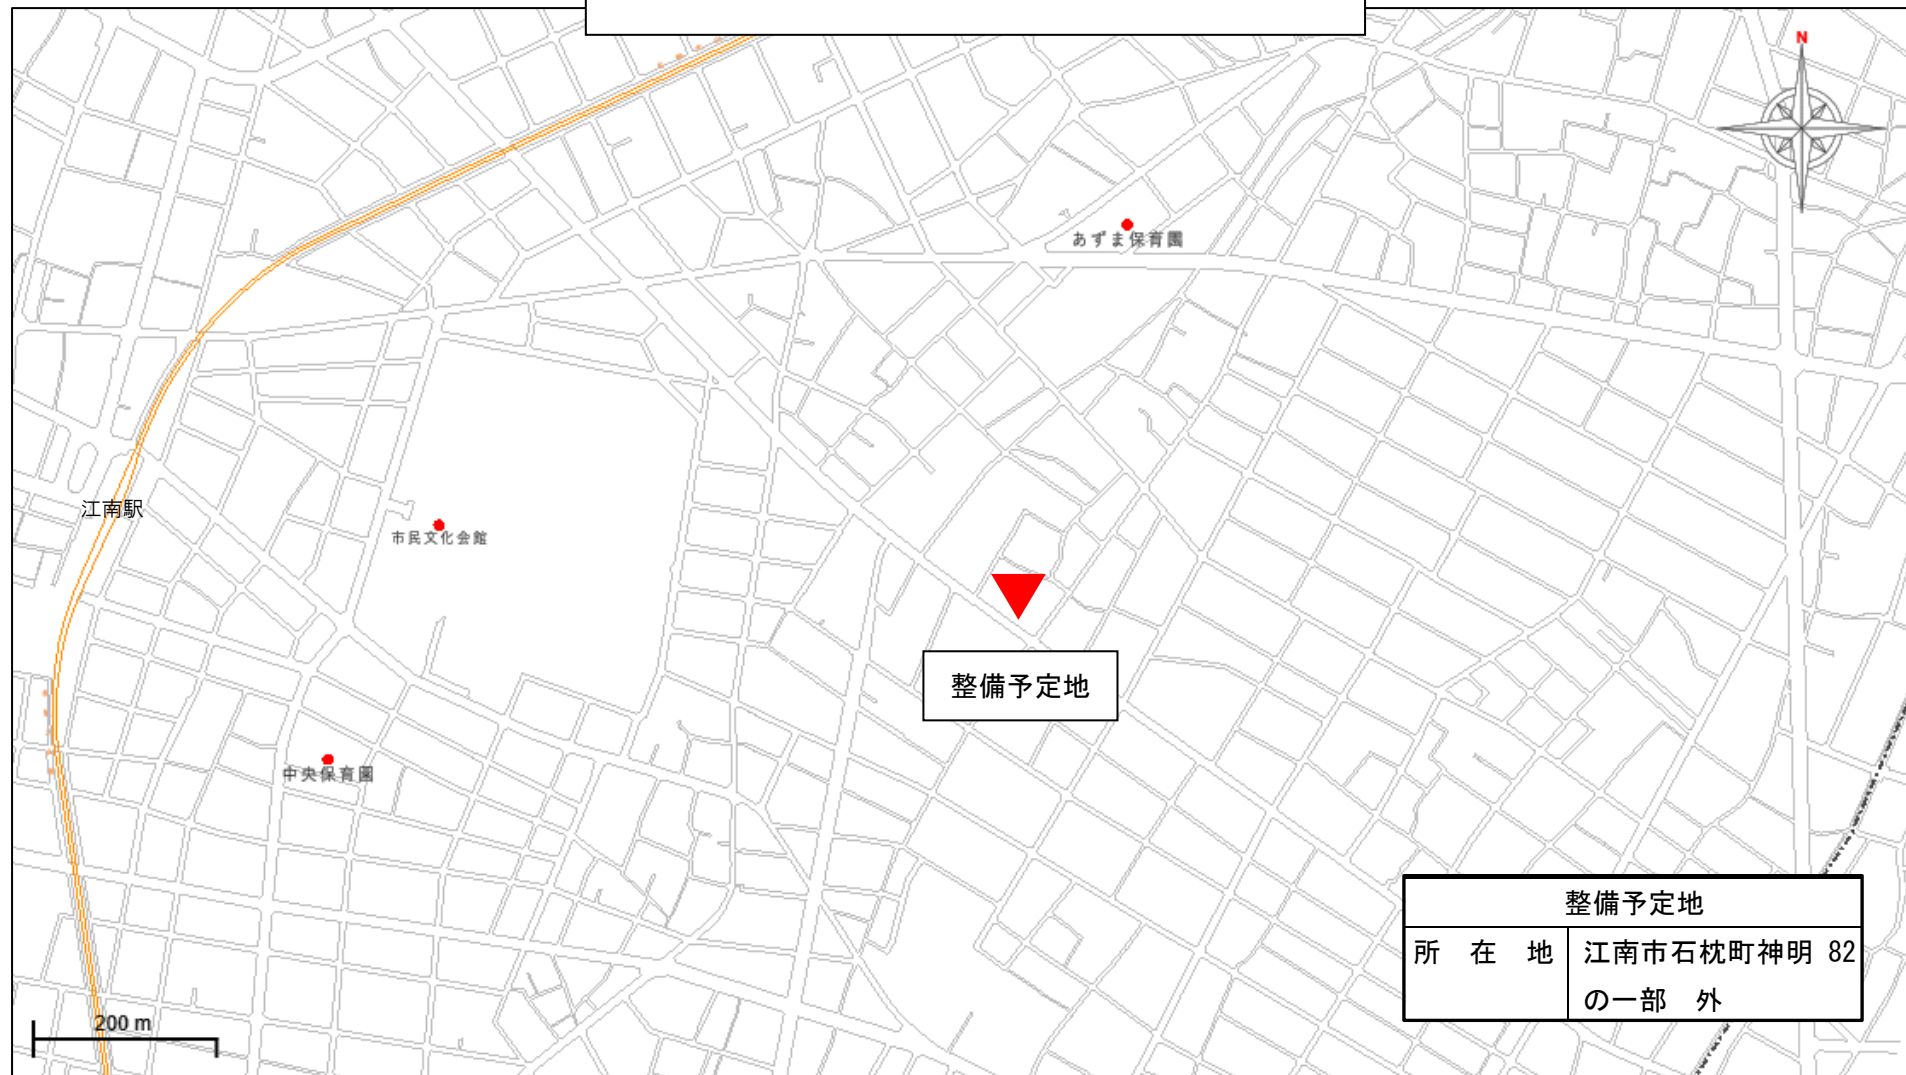 N
あずま保育園
江南駅
市民文化会館
整備予定地
中央保育園
整備予定地
所 在 地
江南市石枕町神明 82
の一部 外
200 m